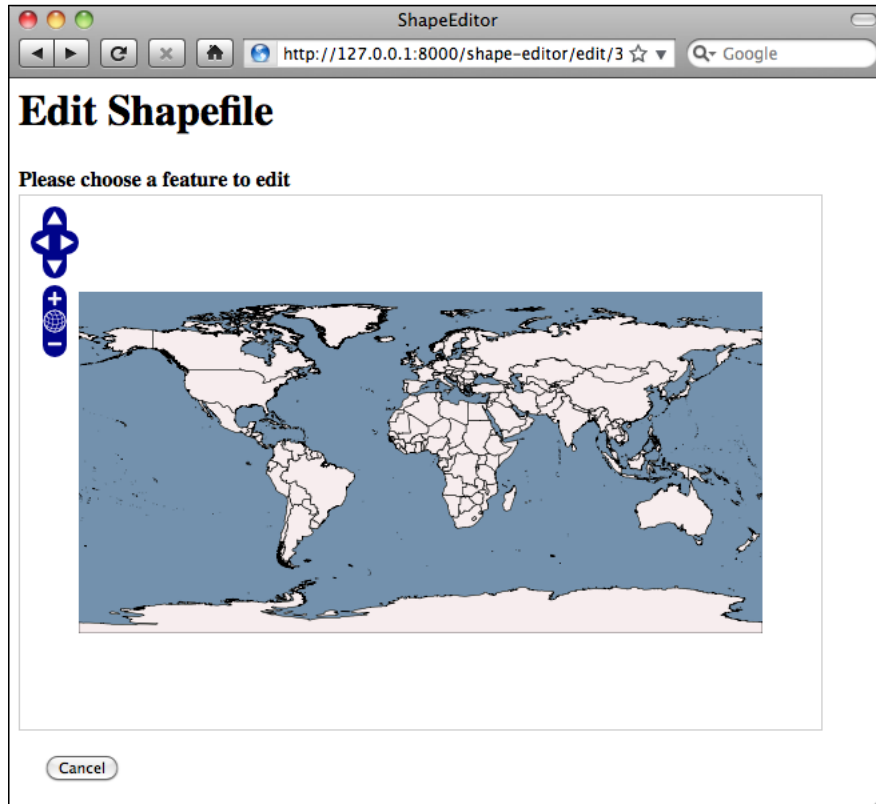 ShapeEditor
http://127.0.0.1:8000/shape-editor/edit/3
Google
Edit Shapefile
Please choose a feature to edit
Cancel